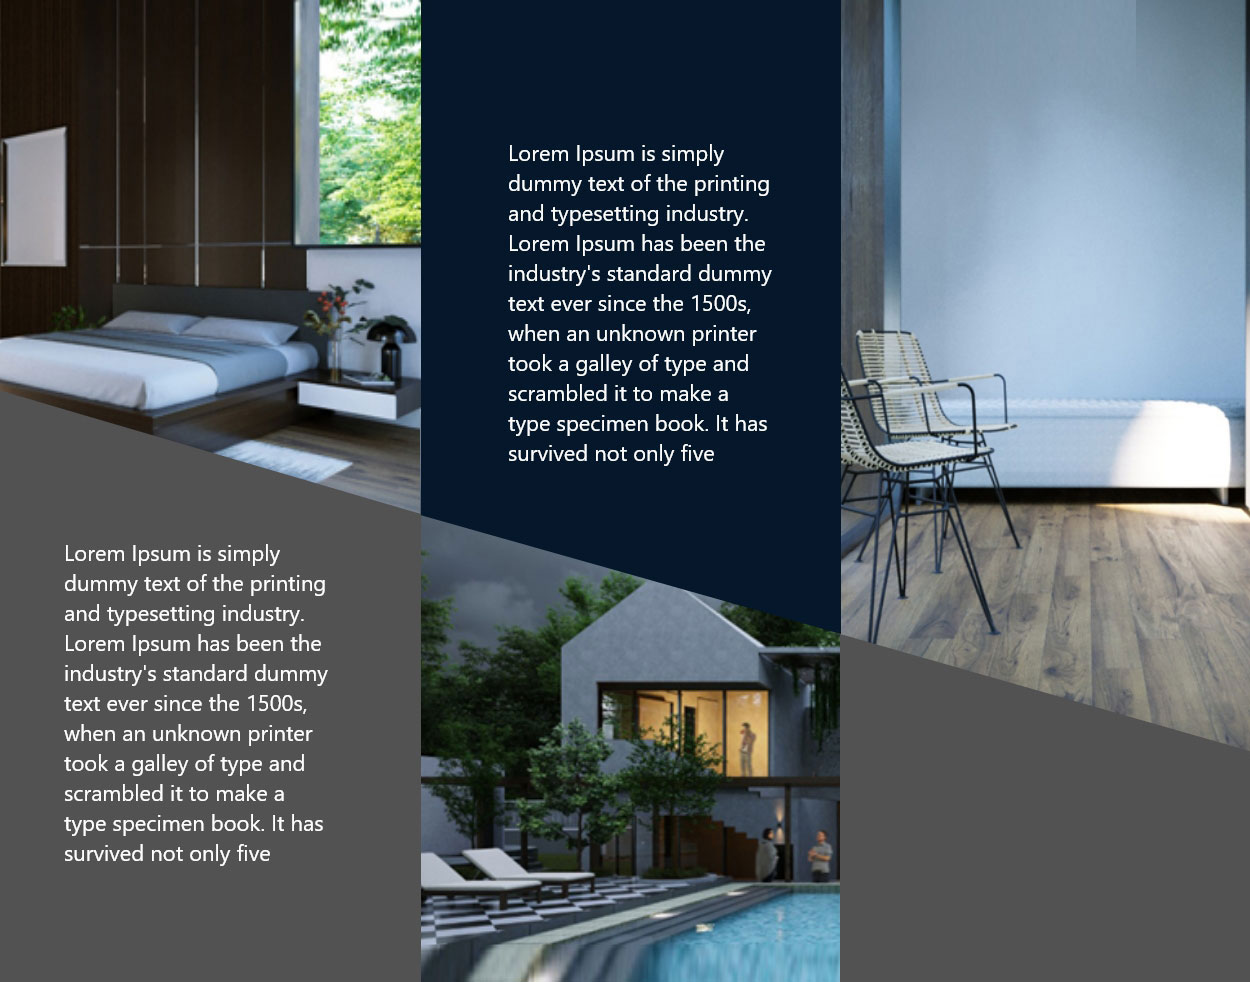 Lorem Ipsum is simply
dummy text of the printing
and typesetting industry.
Lorem Ipsum has been the
industry's standard dummy
text ever since the 1500s,
when an unknown printer
took a galley of type and
scrambled it to make a
type specimen book. It has
survived not only five
Lorem Ipsum is simply
dummy text of the printing
and typesetting industry.
Lorem Ipsum has been the
industry's standard dummy
text ever since the 1500s,
when an unknown printer
took a galley of type and
scrambled it to make a
type specimen book. It has
survived not only five